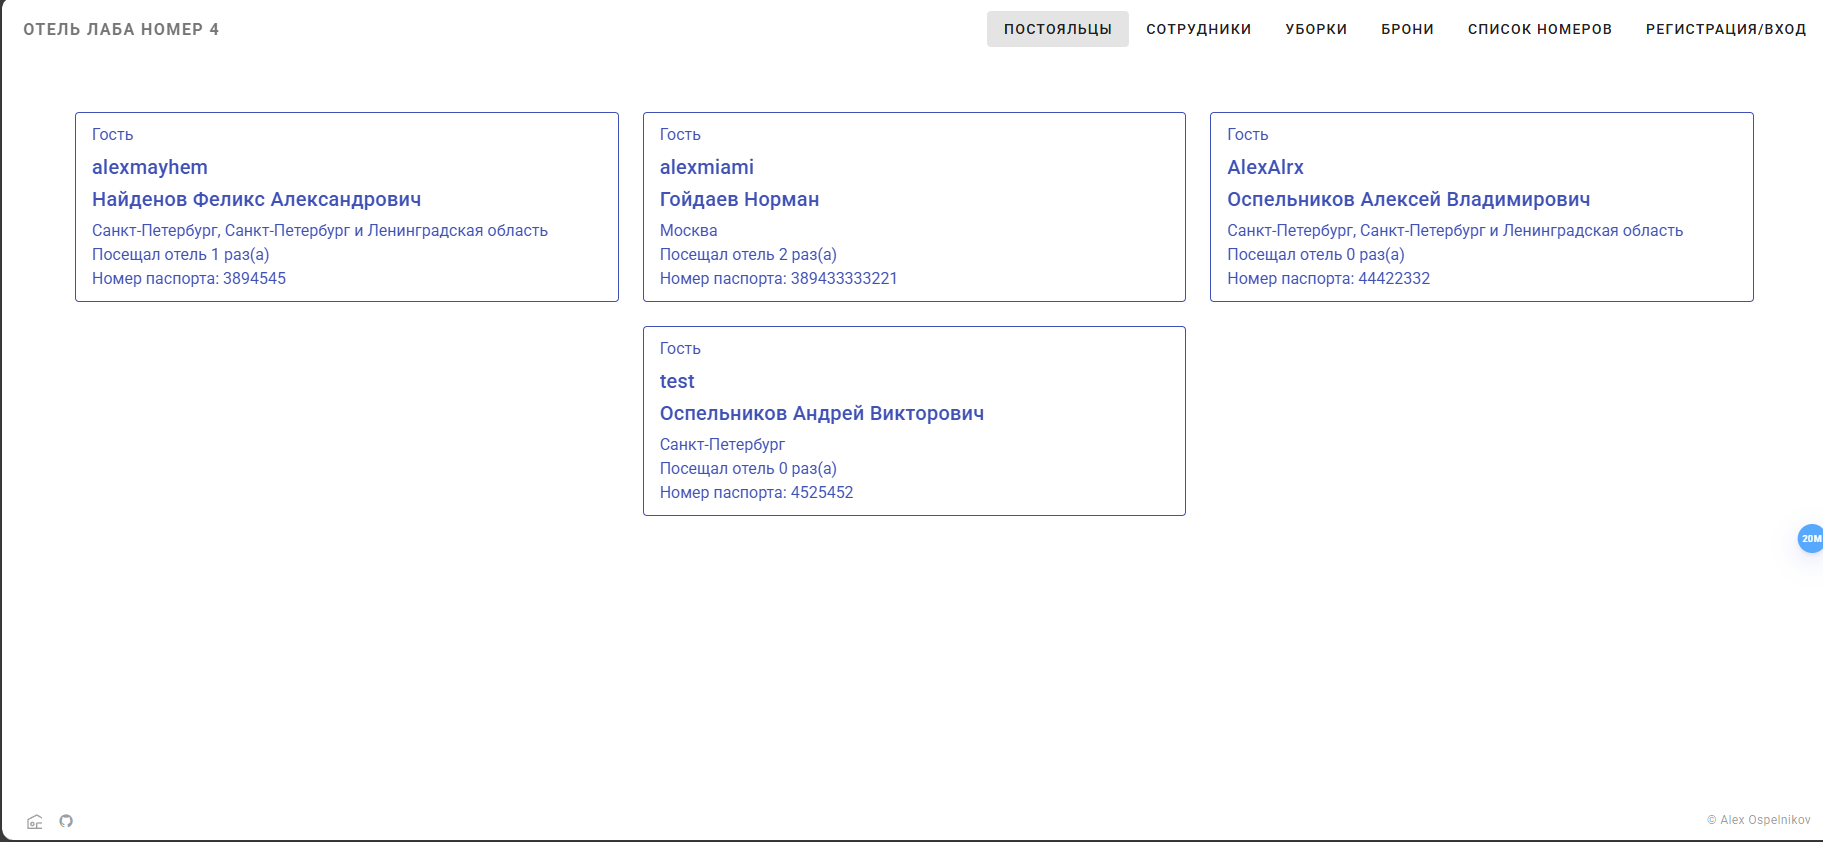 ОТЕЛЬ ЛАБА НОМЕР 4
ПОСТОЯЛЬЦЫ
СОТРУДНИКИ
УБОРКИ
БРОНИ
СПИСОК НОМЕРОВ
РЕГИСТРАЦИЯ/ВХОД
Гость
alexmayhem
Найденов Феликс Александрович
Санкт-Петербург, Санкт-Петербург и Ленинградская область
Посещал отель 1 раз(а)
Номер паспорта: 3894545
Гость
alexmiami
Гойдаев Норман
Москва
Посещал отель 2 раз(а)
Номер паспорта: 389433333221
Гость
AlexAlrx
Оспельников Алексей Владимирович
Санкт-Петербург, Санкт-Петербург и Ленинградская область
Посещал отель 0 раз(а)
Номер паспорта: 44422332
Гость
test
Оспельников Андрей Викторович
Санкт-Петербург
Посещал отель 0 раз(а)
Номер паспорта: 4525452
20M
© Alex Ospelnikov